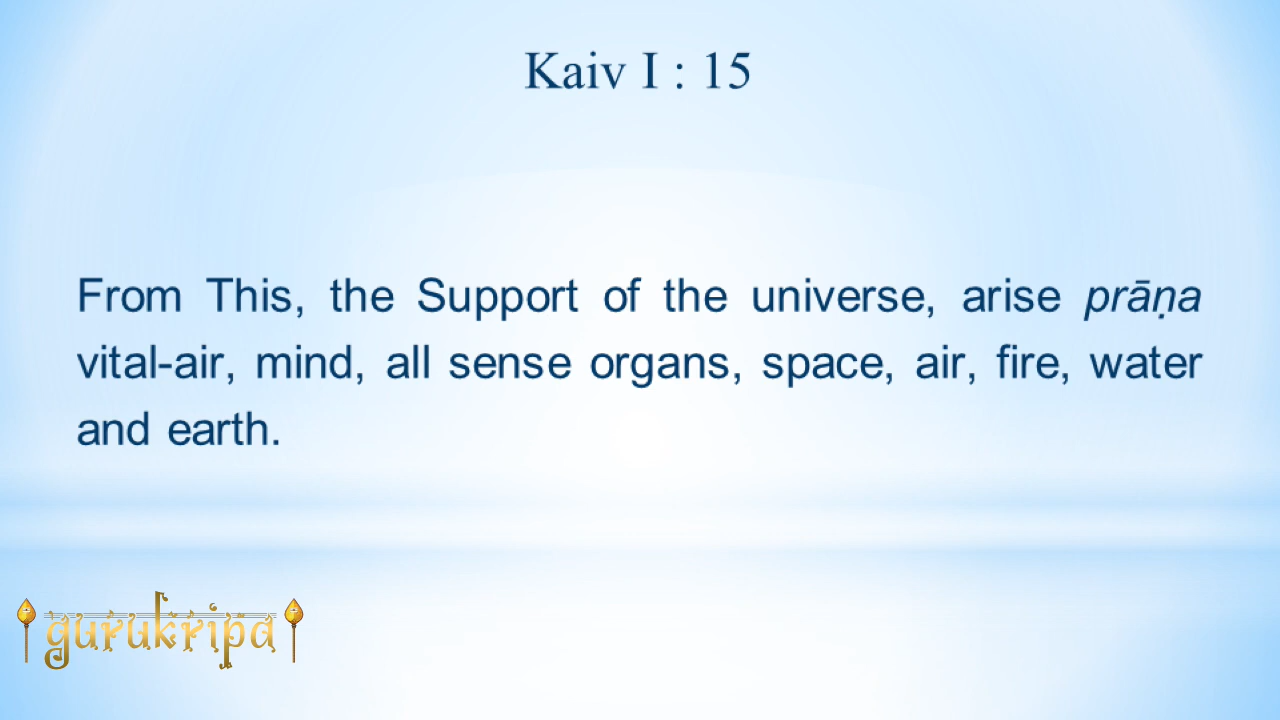 Kaiv I : 15
From This, the Support of the universe, arise prāṇa
vital-air, mind, all sense organs, space, air, fire, water
and earth.
gurukripa